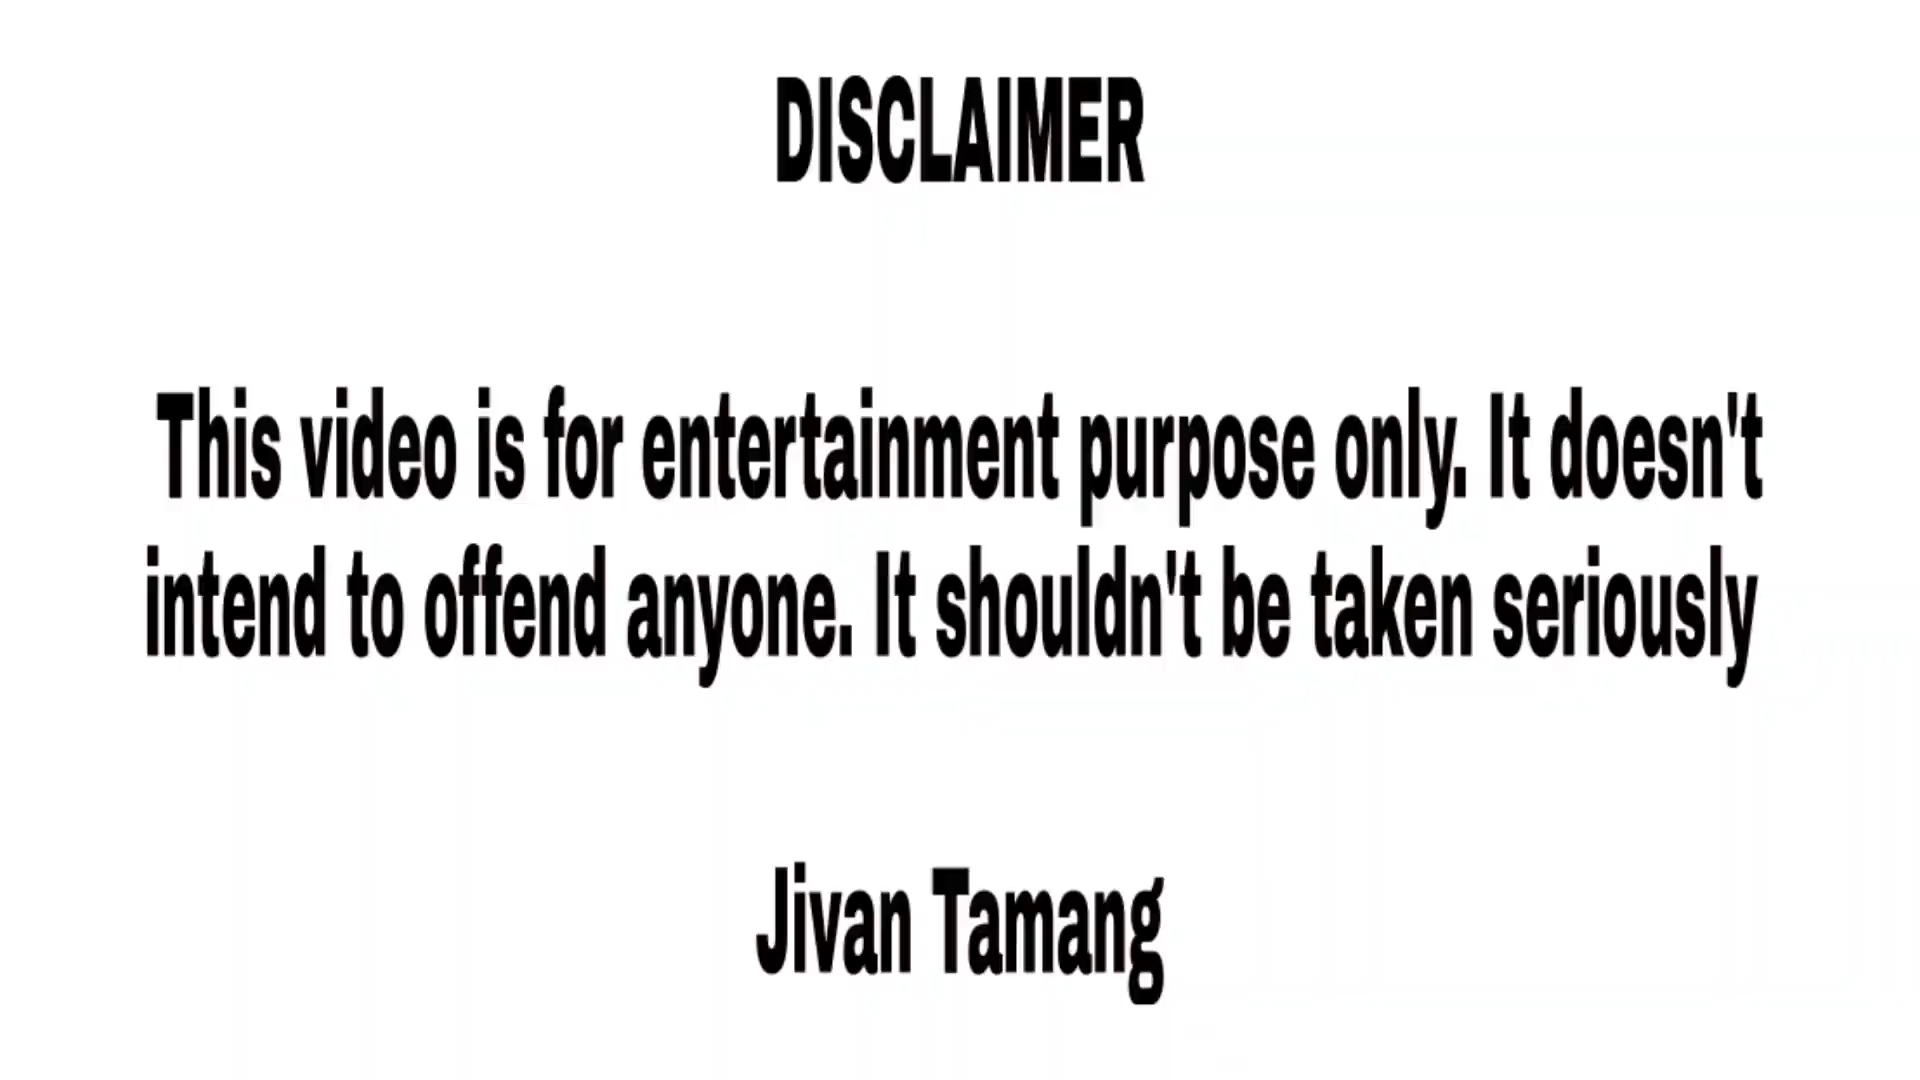 DISCLAIMER
This video is for entertainment purpose only. It doesn't
intend to offend anyone. It shouldn't be taken seriously
Jivan Tamang